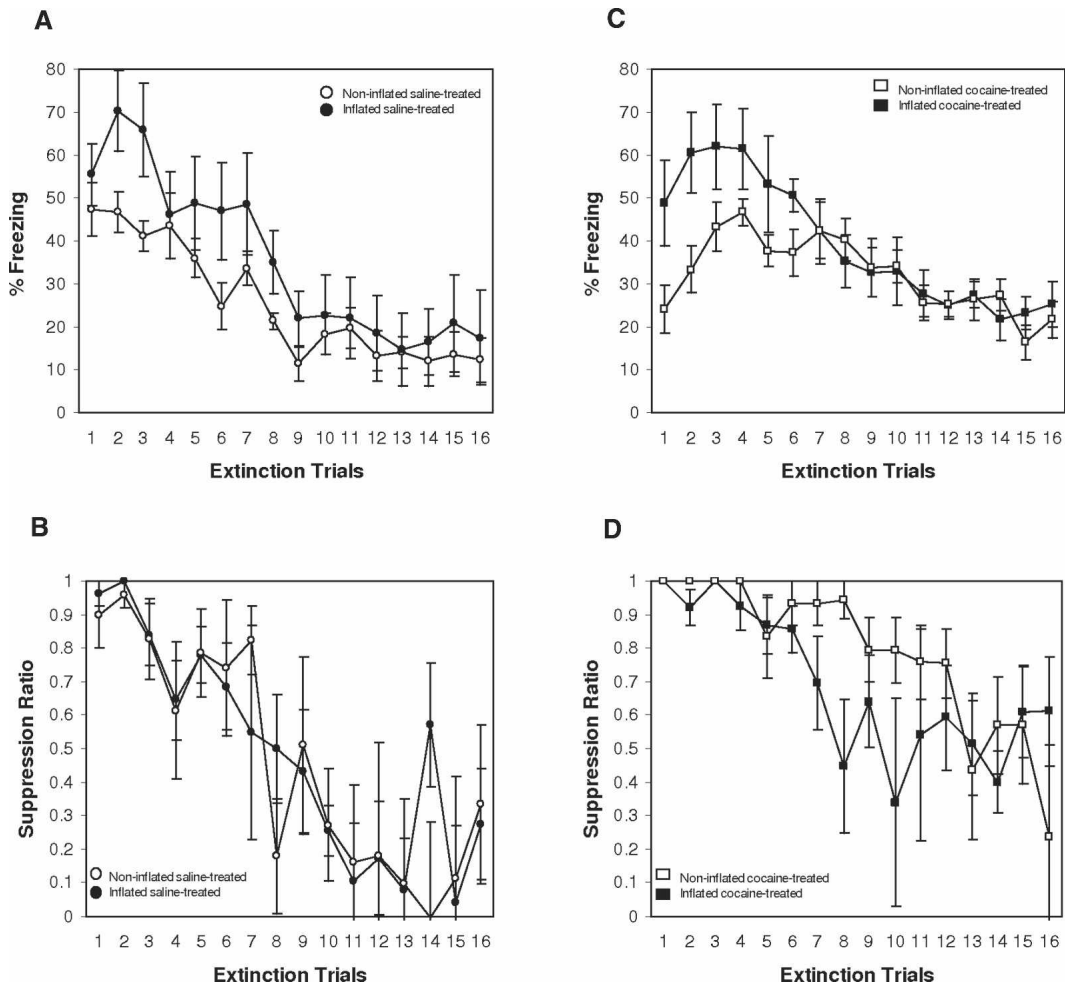 A
80
70
60
50
40
30
20
10
0
% Freezing
Non-inflated saline-treated
Inflated saline-treated
1 2 3 4 5 6 7 8 9 10 11 12 13 14 15 16
Extinction Trials
C
80
70
60
50
40
30
20
10
0
% Freezing
Non-inflated cocaine-treated
Inflated cocaine-treated
1 2 3 4 5 6 7 8 9 10 11 12 13 14 15 16
Extinction Trials
B
1
0.9
0.8
0.7
0.6
0.5
0.4
0.3
0.2
0.1
0
Suppression Ratio
Non-inflated saline-treated
Inflated saline-treated
1 2 3 4 5 6 7 8 9 10 11 12 13 14 15 16
Extinction Trials
D
1
0.9
0.8
0.7
0.6
0.5
0.4
0.3
0.2
0.1
0
Suppression Ratio
Non-inflated cocaine-treated
Inflated cocaine-treated
1 2 3 4 5 6 7 8 9 10 11 12 13 14 15 16
Extinction Trials